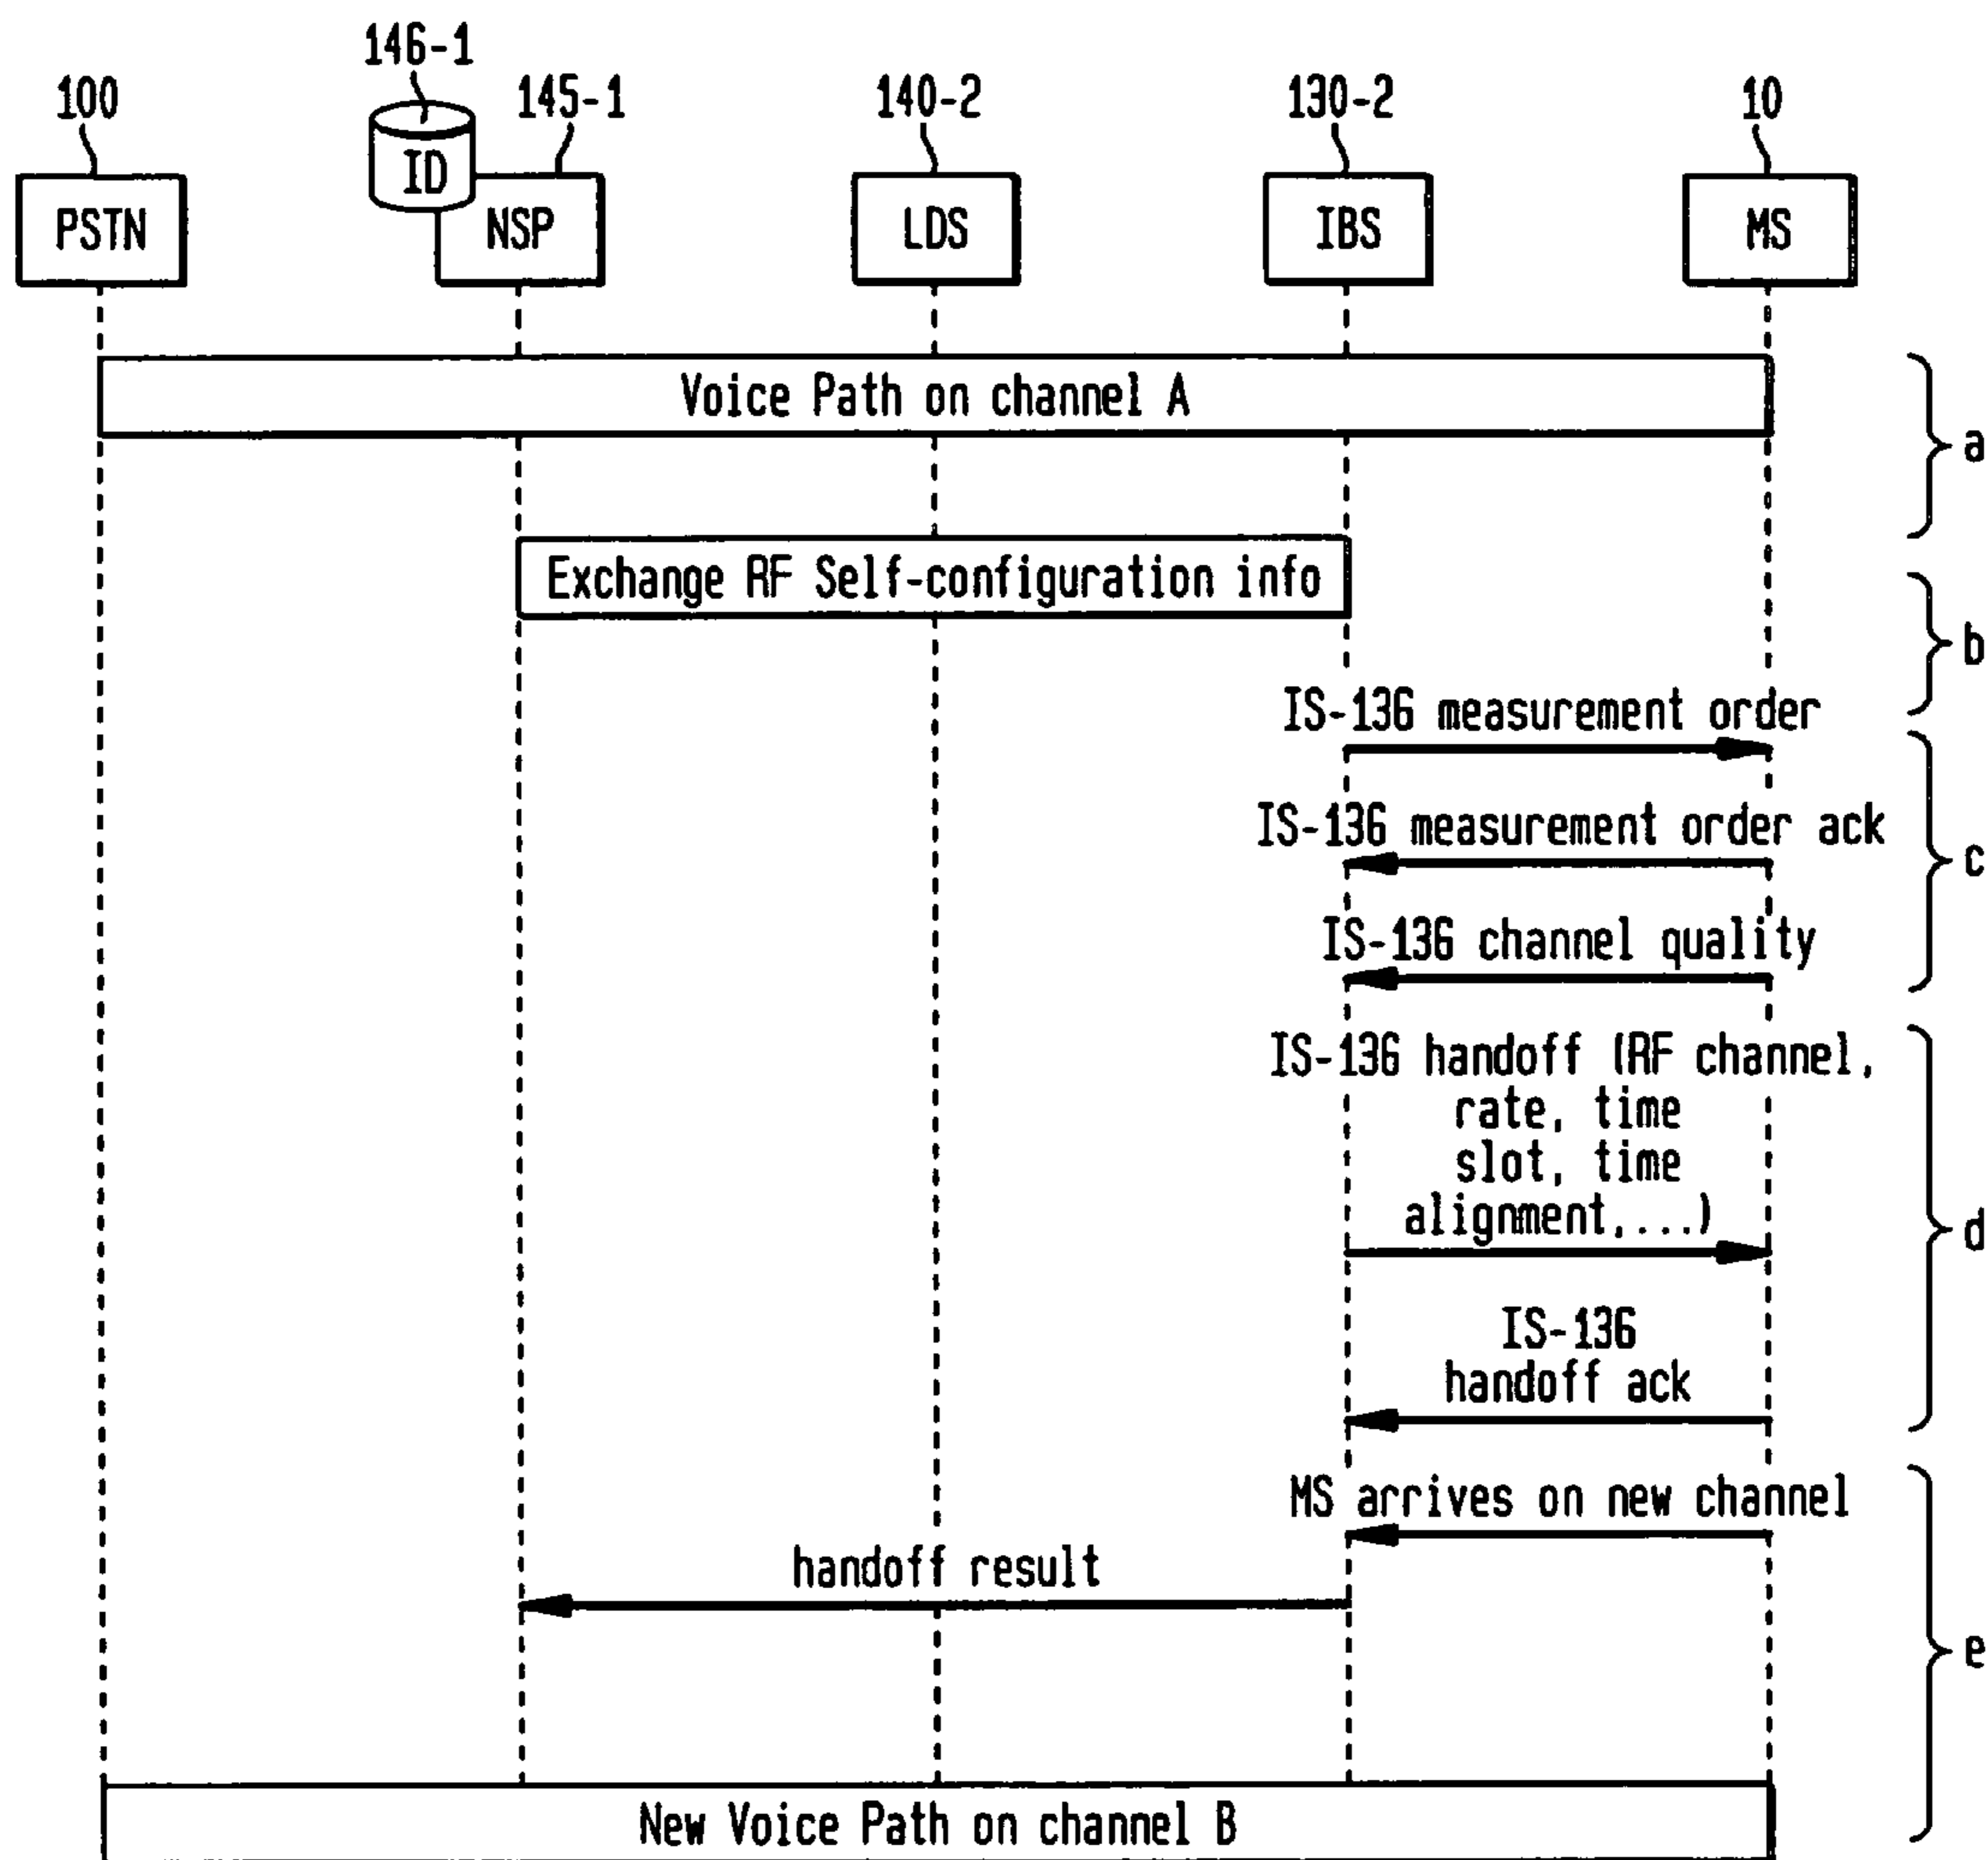 146-1
100
145-1
140-2
130-2
10
ID
PSTN
NSP
LDS
IBS
MS
Voice Path on channel A
a
Exchange RF Self-configuration info
b
IS-136 measurement order
IS-136 measurement order ack
c
IS-136 channel quality
IS-136 handoff (RF channel,
rate, time
slot, time
alignment,...)
d
IS-136
handoff ack
MS arrives on new channel
handoff result
e
New Voice Path on channel B